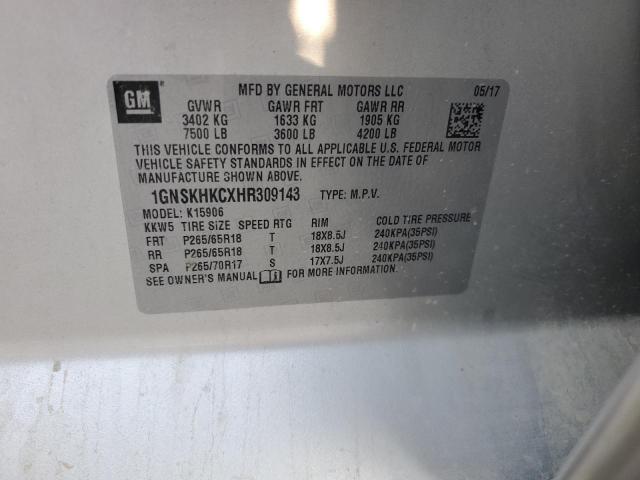 GM
MFD BY GENERAL MOTORS LLC 05/17
GVWR GAWR FRT GAWR RR
3402 KG 1633 KG 1905 KG
7500 LB 3600 LB 4200 LB
THIS VEHICLE CONFORMS TO ALL APPLICABLE U.S. FEDERAL MOTOR
VEHICLE SAFETY STANDARDS IN EFFECT ON THE DATE OF
MANUFACTURE SHOWN ABOVE.
1GNSKHKCXHR309143 TYPE: M.P.V.
MODEL: K15906
KKW5 TIRE SIZE SPEED RTG RIM COLD TIRE PRESSURE
FRT P265/65R18 T 18X8.5J 240KPA(35PSI)
RR P265/65R18 T 18X8.5J 240KPA(35PSI)
SPA P265/70R17 S 17X7.5J 240KPA(35PSI)
SEE OWNER'S MANUAL FOR ADDITIONAL INFORMATION